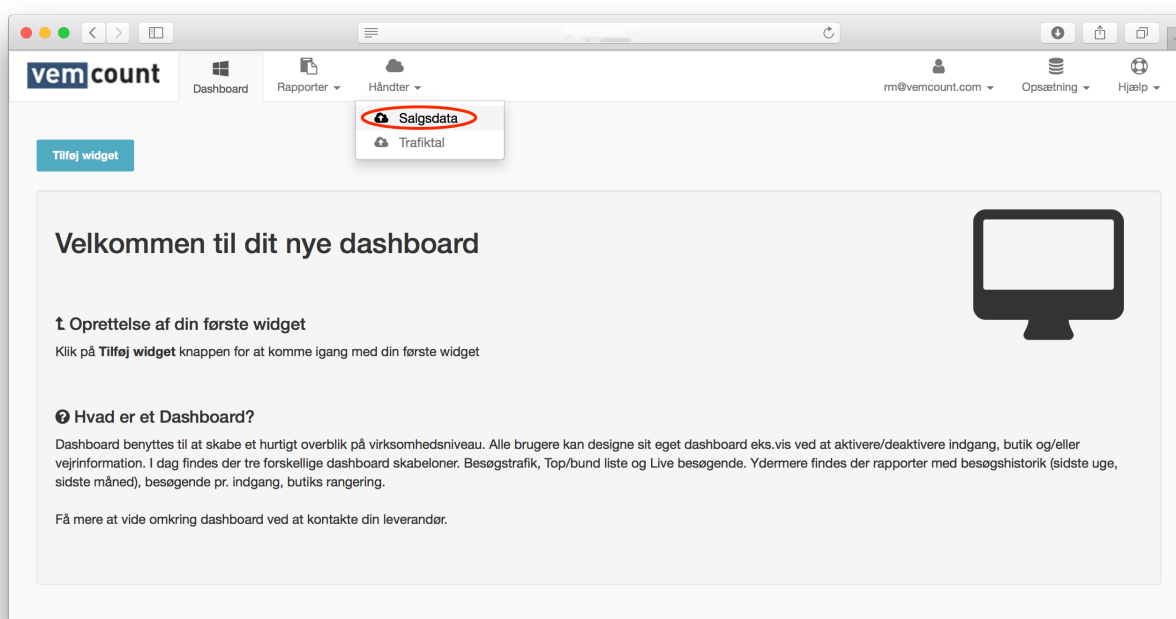 vemcount
Dashboard
Rapporter
Håndter
rm@vemcount.com
Opsætning
Hjælp
Salgsdata
Trafiktal
Tilføj widget
Velkommen til dit nye dashboard
Oprettelse af din første widget
Klik på Tilføj widget knappen for at komme igang med din første widget
Hvad er et Dashboard?
Dashboard benyttes til at skabe et hurtigt overblik på virksomhedsniveau. Alle brugere kan designe sit eget dashboard eks.vis ved at aktivere/deaktivere indgang, butik og/eller
vejrinformation. I dag findes der tre forskellige dashboard skabeloner. Besøgstrafik, Top/bund liste og Live besøgende. Ydermere findes der rapporter med besøgshistorik (sidste uge,
sidste måned), besøgende pr. indgang, butiks rangering.
Få mere at vide omkring dashboard ved at kontakte din leverandør.